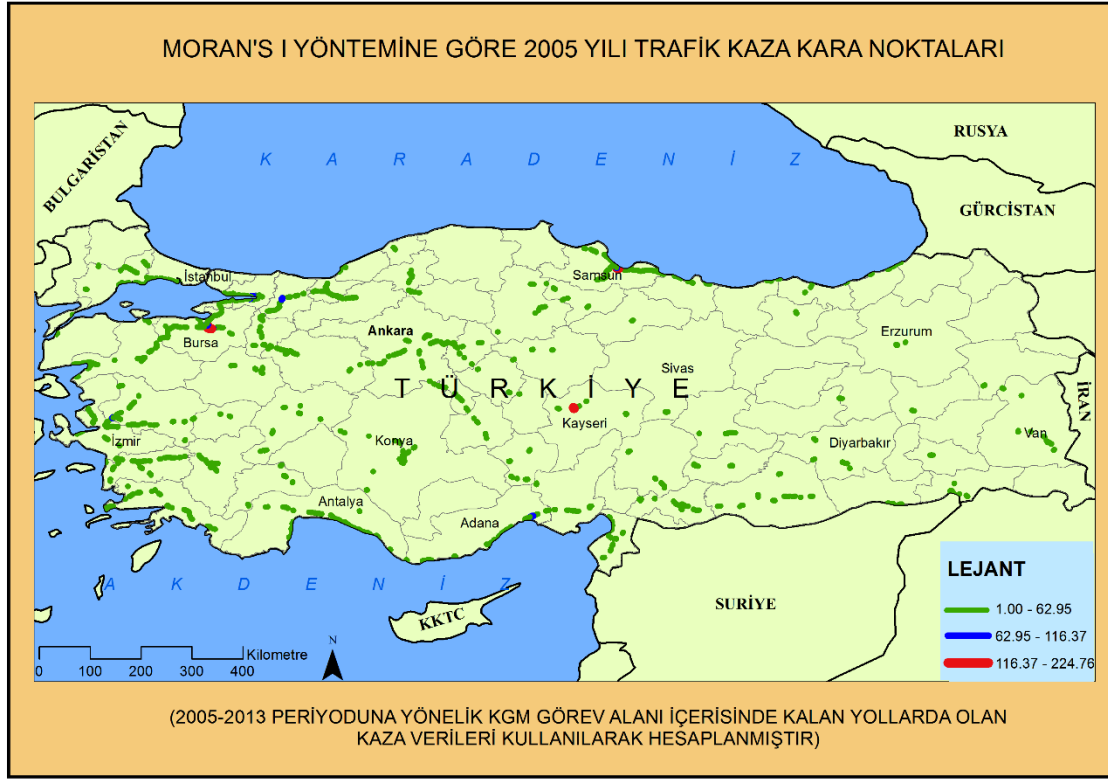 MORAN'S I YÖNTEMİNE GÖRE 2005 YILI TRAFİK KAZA KARA NOKTALARI
RUSYA
BULGARİSTAN
K A R A D E N İ Z
GÜRCİSTAN
İstanbul
Samsun
Ankara
Erzurum
Bursa
Sivas
T Ü R K İ Y E
İRAN
Kayseri
İzmir
Konya
Diyarbakır
Van
Antalya
Adana
A K D E N İ Z
KKTC
SURİYE
LEJANT
1.00 - 62.95
62.95 - 116.37
116.37 - 224.76
N
Kilometre
0 100 200 300 400
(2005-2013 PERİYODUNA YÖNELİK KGM GÖREV ALANI İÇERİSİNDE KALAN YOLLARDA OLAN
KAZA VERİLERİ KULLANILARAK HESAPLANMIŞTIR)